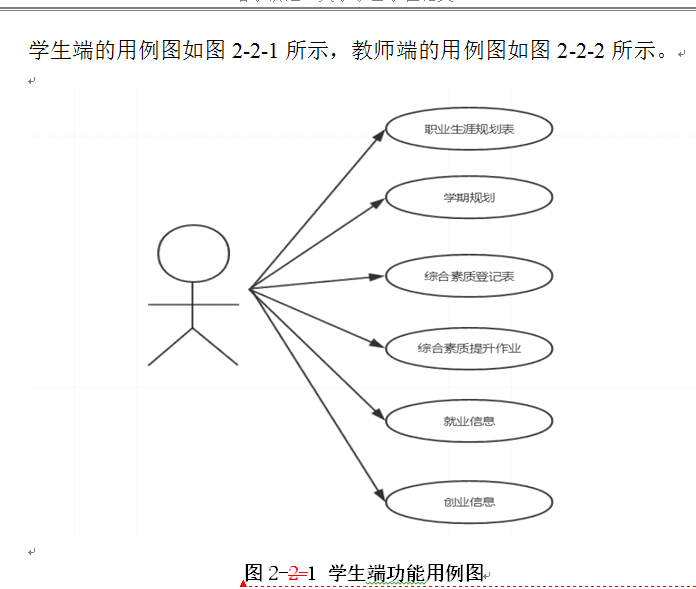 学生端的用例图如图 2-2-1 所示，教师端的用例图如图 2-2-2 所示。
职业生涯规划表
学期规划
综合素质登记表
综合素质提升作业
就业信息
创业信息
图 2-2-1 学生端功能用例图